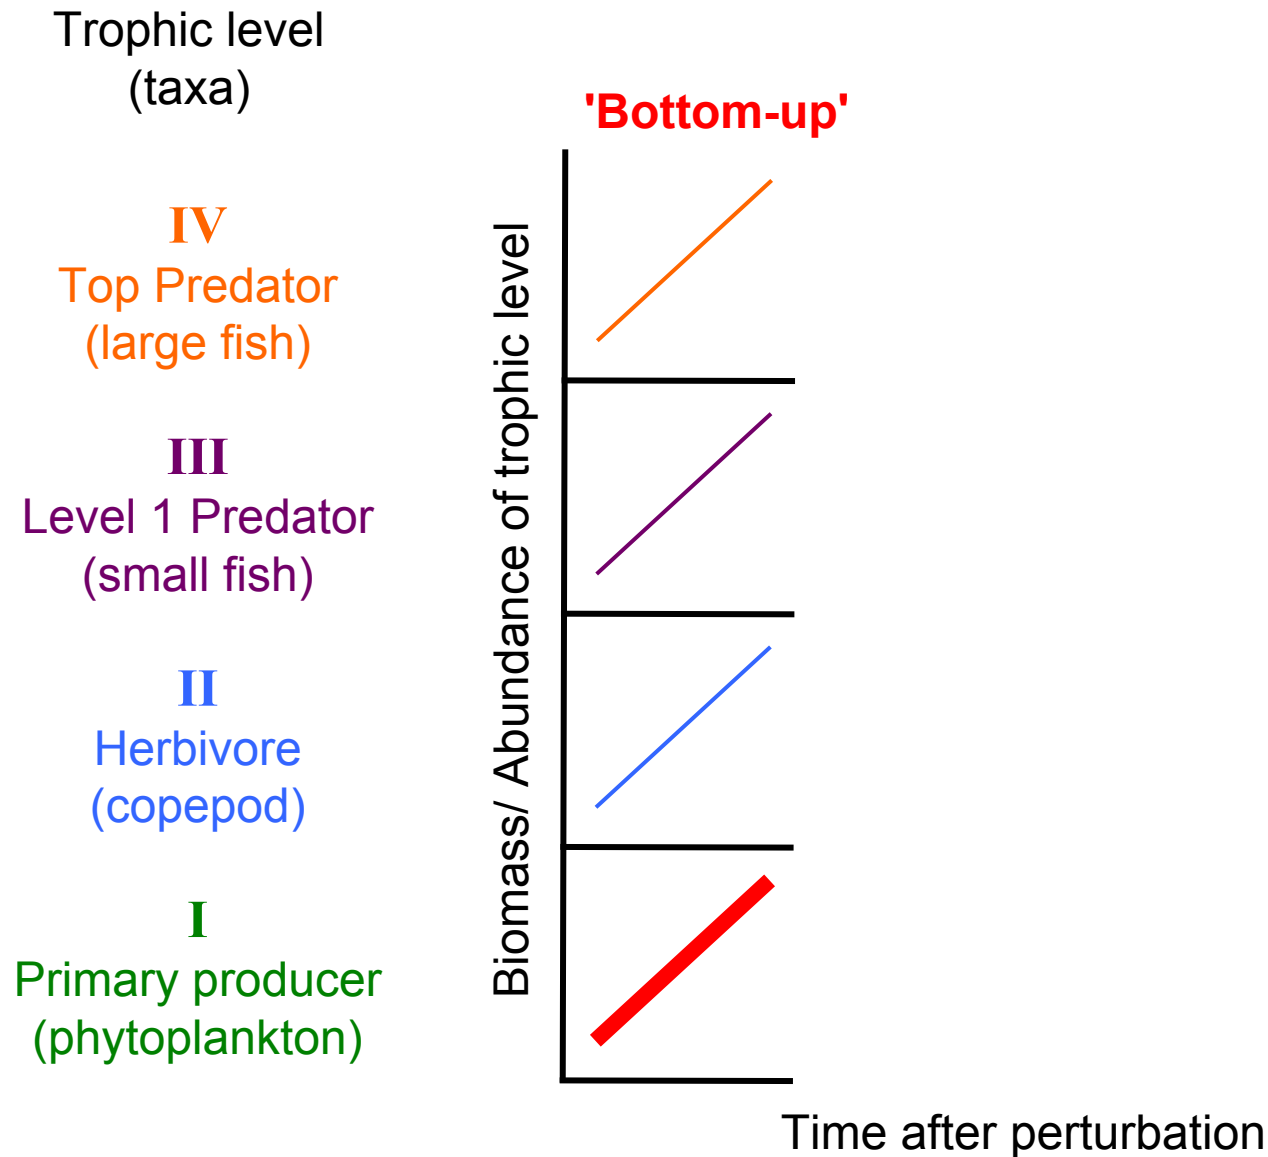 Trophic level
(taxa)
'Bottom-up'
IV
Top Predator
(large fish)
III
Level 1 Predator
(small fish)
II
Herbivore
(copepod)
I
Primary producer
(phytoplankton)
Biomass/ Abundance of trophic level
Time after perturbation